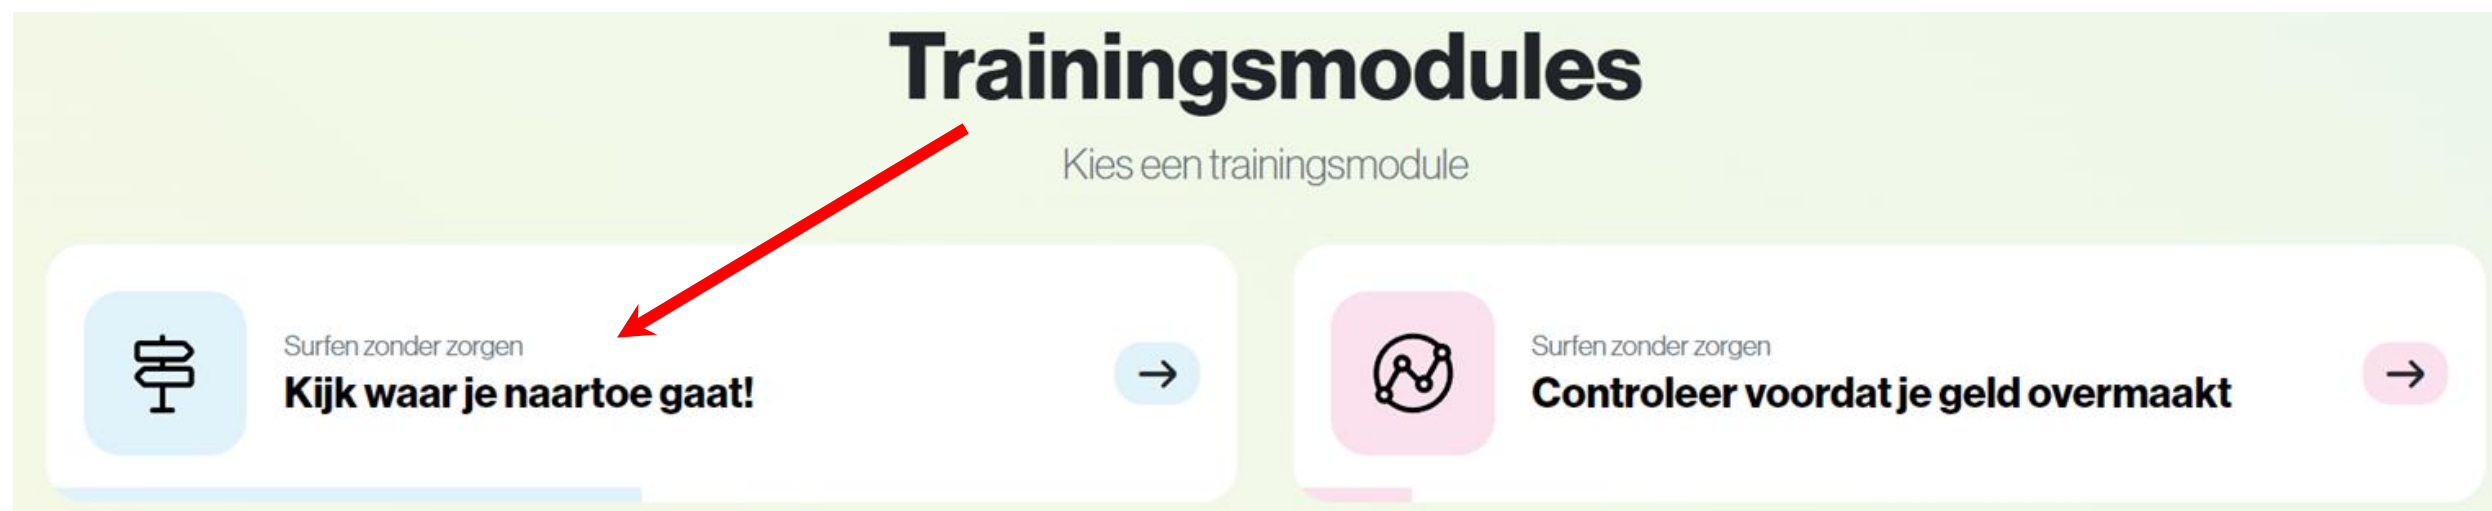 Trainingsmodules
Kies een trainingsmodule
Surfen zonder zorgen
Kijk waar je naartoe gaat!
Surfen zonder zorgen
Controleer voordat je geld overmaakt